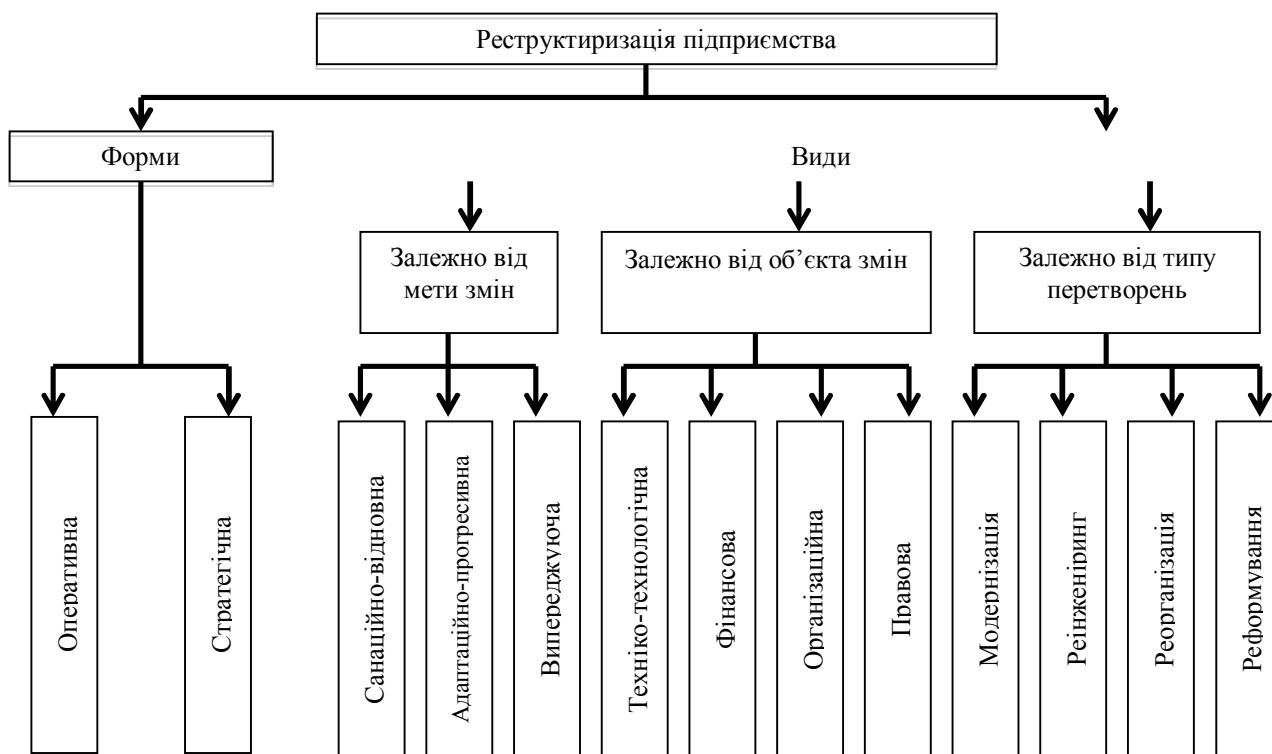 Реструктиризація підприємства
Форми
Види
Залежно від
мети змін
Залежно від об’єкта змін
Залежно від типу
перетворень
Оперативна
Стратегічна
Санаційно-відновна
Адаптаційно-прогресивна
Випереджуюча
Техніко-технологічна
Фінансова
Організаційна
Правова
Модернізація
Реінженіринг
Реорганізація
Реформування